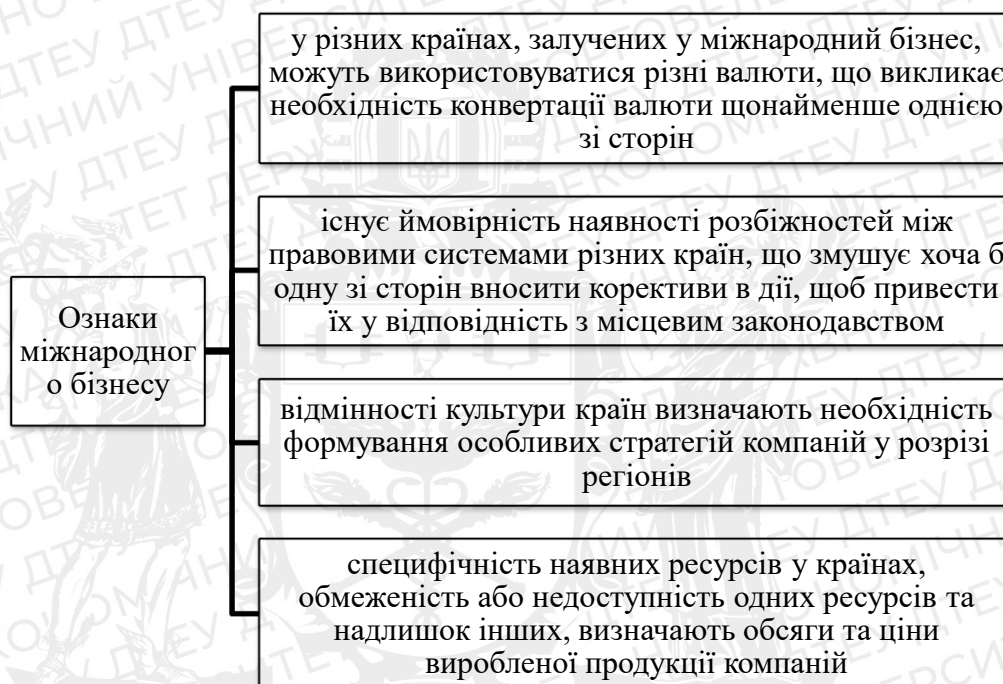 у різних країнах, залучених у міжнародний бізнес,
можуть використовуватися різні валюти, що викликає
необхідність конвертації валюти щонайменше однією
зі сторін
існує ймовірність наявності розбіжностей між
правовими системами різних країн, що змушує хоча б
одну зі сторін вносити корективи в дії, щоб привести
їх у відповідність з місцевим законодавством
Ознаки
міжнародног
о бізнесу
відмінності культури країн визначають необхідність
формування особливих стратегій компаній у розрізі
регіонів
специфічність наявних ресурсів у країнах,
обмеженість або недоступність одних ресурсів та
надлишок інших, визначають обсяги та ціни
виробленої продукції компаній